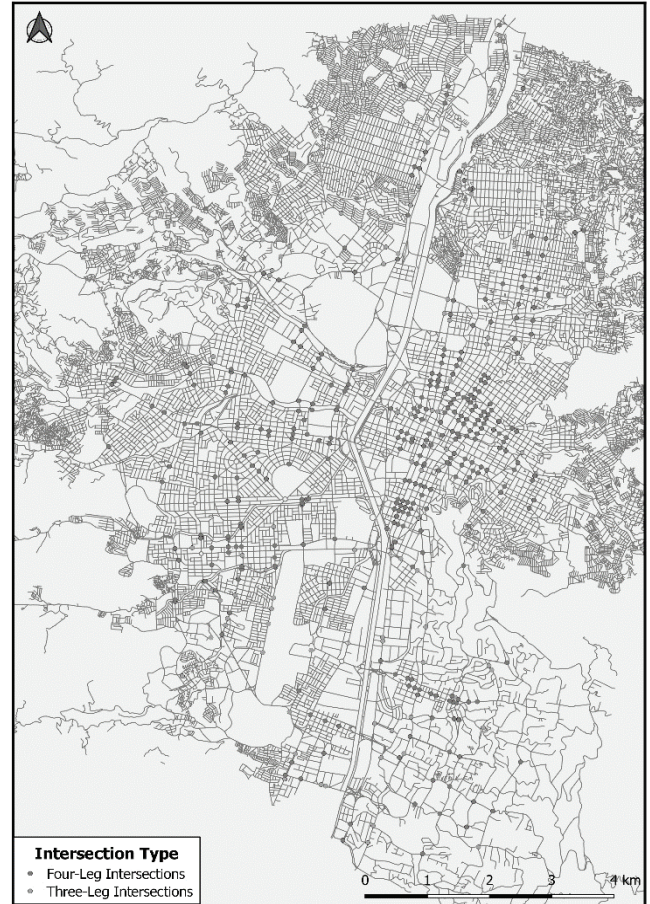 Intersection Type
Four-Leg Intersections
Three-Leg Intersections
0 1 2 3 4 km